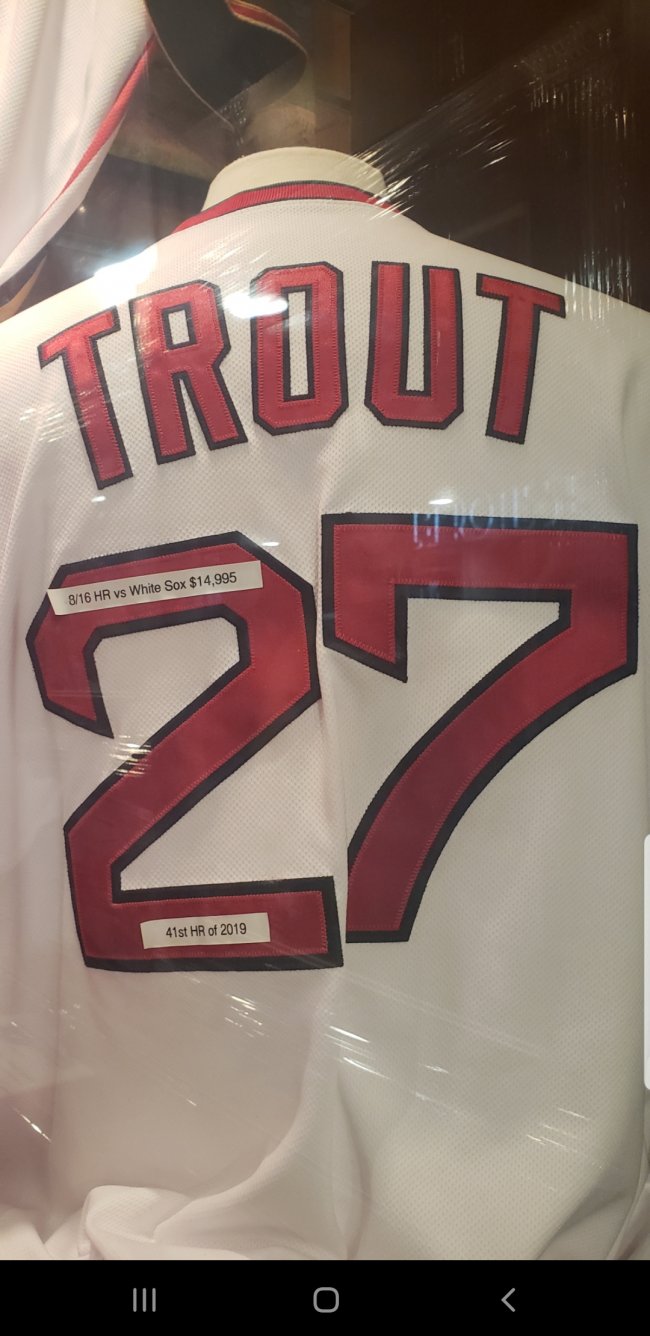 TROUT
27
8/16 HR vs White Sox $14,995
41st HR of 2019